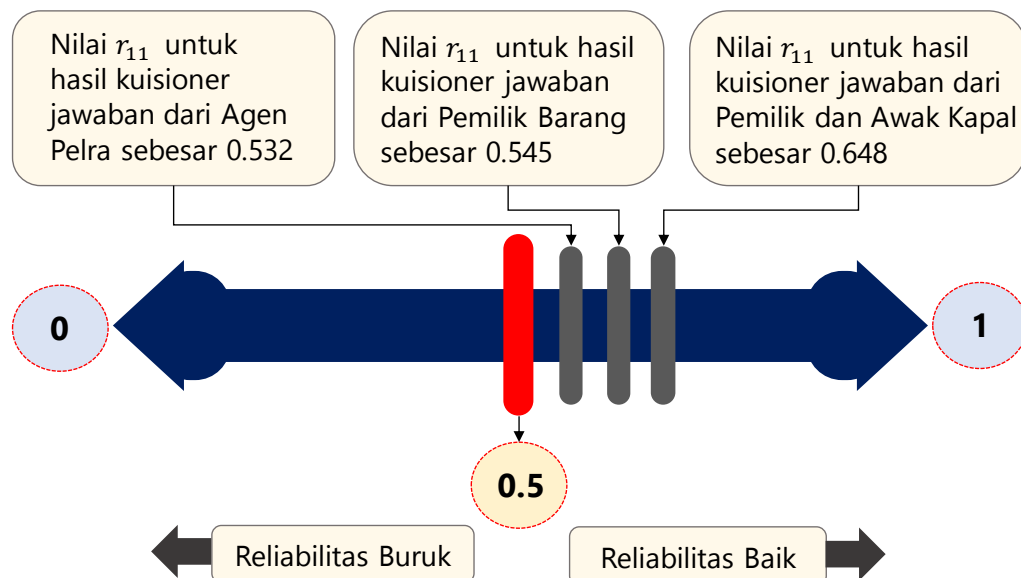 Nilai r₁₁ untuk
hasil kuisioner
jawaban dari Agen
Pelra sebesar 0.532
Nilai r₁₁ untuk hasil
kuisioner jawaban
dari Pemilik Barang
sebesar 0.545
Nilai r₁₁ untuk hasil
kuisioner jawaban dari
Pemilik dan Awak Kapal
sebesar 0.648
0
1
0.5
Reliabilitas Buruk
Reliabilitas Baik